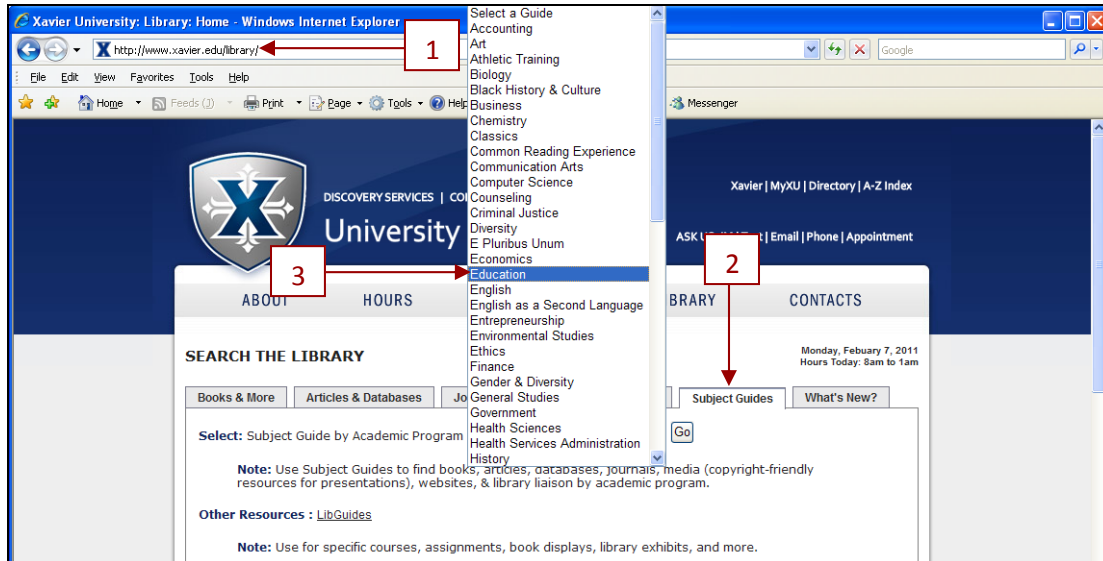 Xavier University: Library: Home - Windows Internet Explorer
http://www.xavier.edu/library/
1
Google
File Edit View Favorites Tools Help
Home Feeds (J) Print Page Tools Help
Messenger
Select a Guide
Accounting
Art
Athletic Training
Biology
Black History & Culture
Business
Chemistry
Classics
Common Reading Experience
Communication Arts
Computer Science
Counseling
Criminal Justice
Diversity
E Pluribus Unum
Economics
Education
English
English as a Second Language
Entrepreneurship
Environmental Studies
Ethics
Finance
Gender & Diversity
General Studies
Government
Health Sciences
Health Services Administration
History
X
DISCOVERY SERVICES
University
Xavier | MyXU | Directory | A-Z Index
ASK | Email | Phone | Appointment
2
3
ABOUT HOURS CONTACTS
SEARCH THE LIBRARY
Monday, Febuary 7, 2011
Hours Today: 8am to 1am
Books & More Articles & Databases Subject Guides What's New?
Select: Subject Guide by Academic Program Go
Note: Use Subject Guides to find books, articles, databases, journals, media (copyright-friendly
resources for presentations), websites, & library liaison by academic program.
Other Resources : LibGuides
Note: Use for specific courses, assignments, book displays, library exhibits, and more.